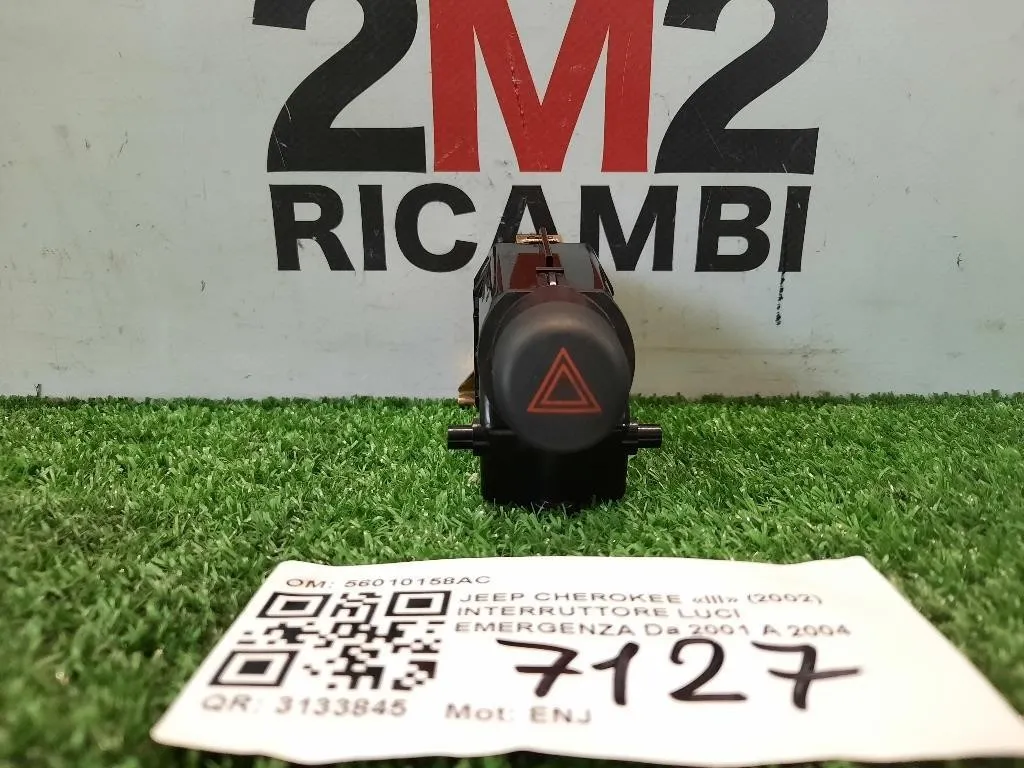 2M2
RICAMBI
OM: 56010158AC
JEEP CHEROKEE «III» (2002)
INTERRUTTORE LUCI
EMERGENZA Da 2001 A 2004
7127
QR: 3133845 Mot: ENJ